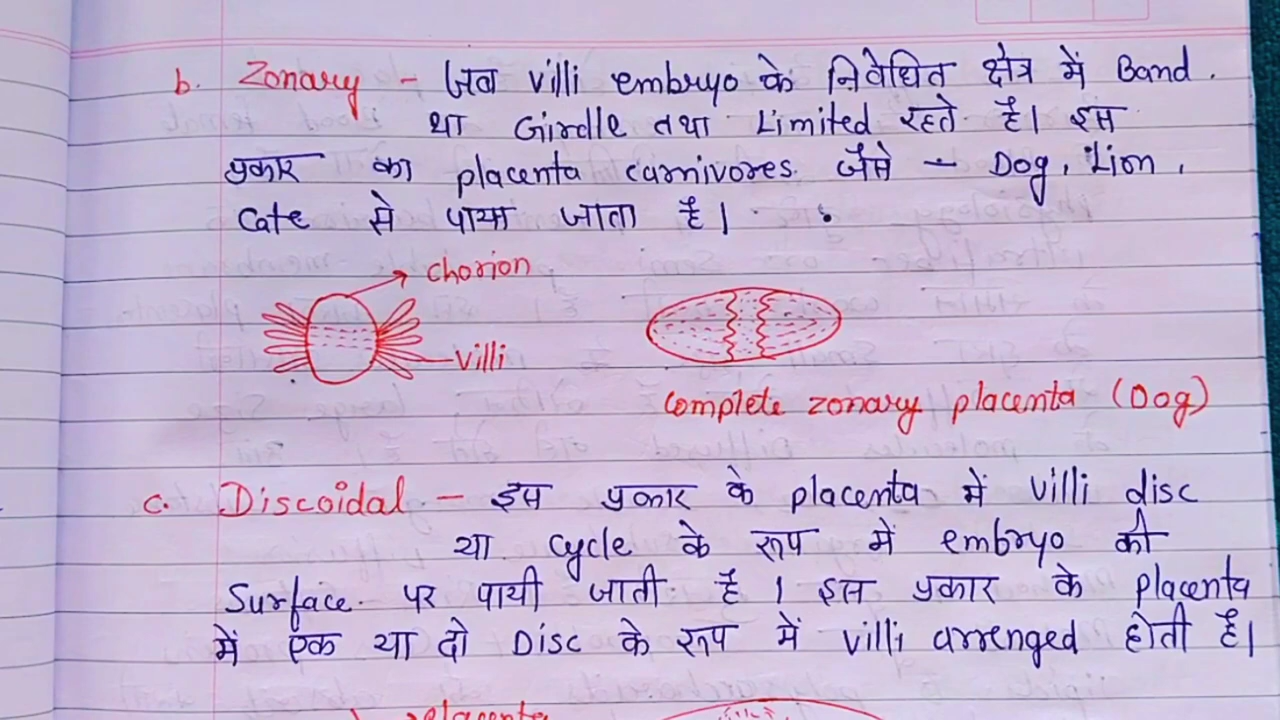 b. Zonary - जब villi embryo के निवेधित क्षेत्र में Band.
या Girdle तथा Limited रहते है। इस
प्रकार का placenta carnivores. जैसे - Dog, Lion,
Cate से पाया जाता है।
chorion
villi
complete zonary placenta (Dog)
c. Discoidal - इस प्रकार के placenta में villi disc
या cycle के रूप में embryo की
Surface. पर पायी जाती है। इस प्रकार के placenta
में एक या दो Disc के रूप में villi arrenged होती है।
placenta